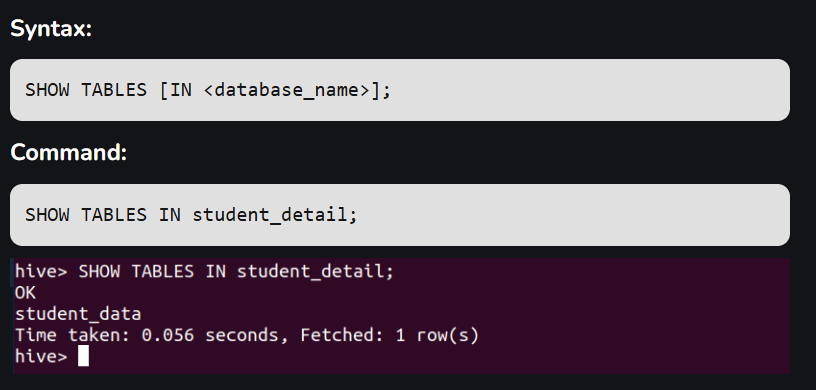 Syntax:
SHOW TABLES [IN <database_name>];
Command:
SHOW TABLES IN student_detail;
hive> SHOW TABLES IN student_detail;
OK
student_data
Time taken: 0.056 seconds, Fetched: 1 row(s)
hive>